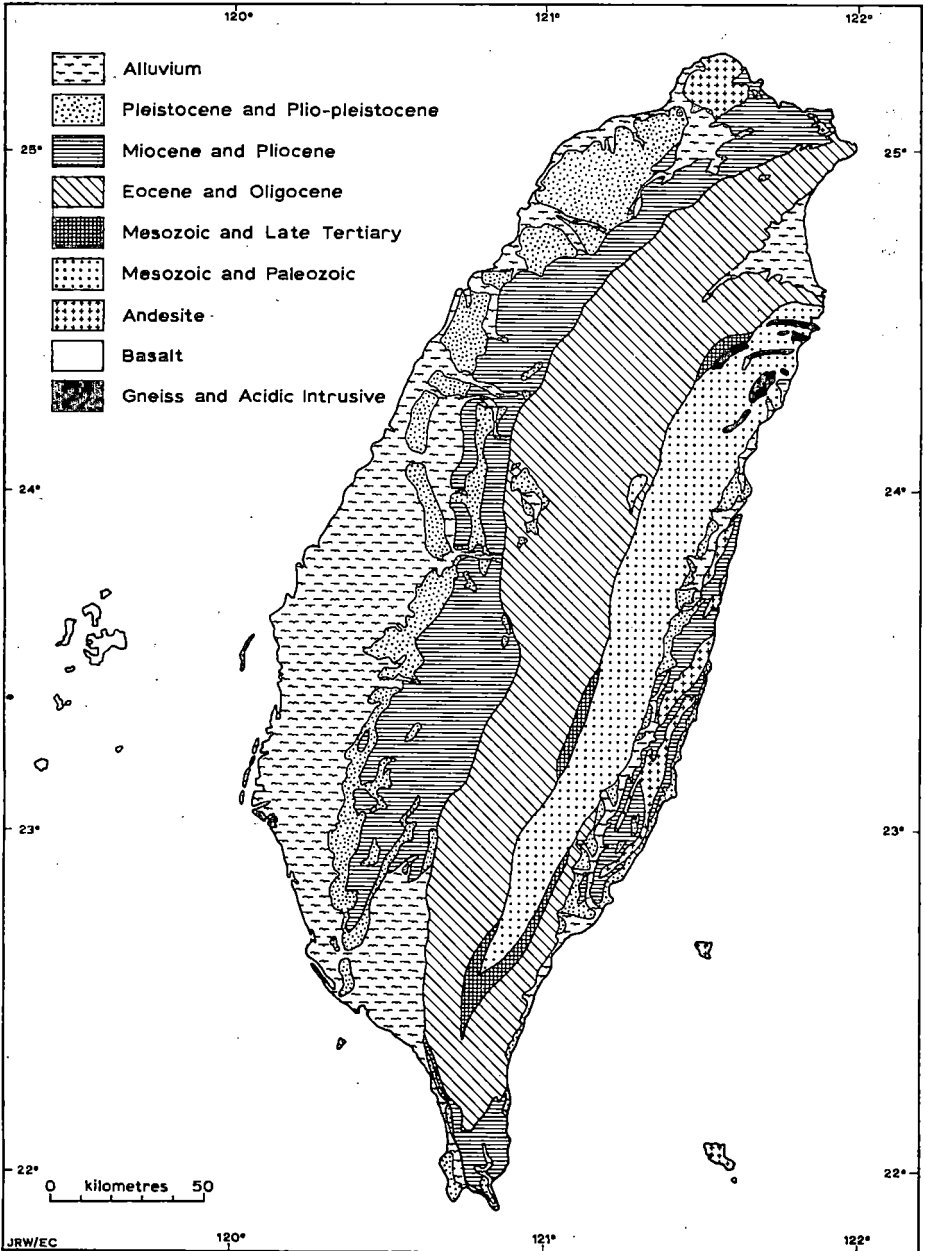 120° 121° 122°
Alluvium
Pleistocene and Plio-pleistocene
Miocene and Pliocene
25° 25°
Eocene and Oligocene
Mesozoic and Late Tertiary
Mesozoic and Paleozoic
Andesite
Basalt
Gneiss and Acidic Intrusive
24° 24°
23° 23°
22° 22°
0 kilometres 50
JRW/EC
120° 121° 122°